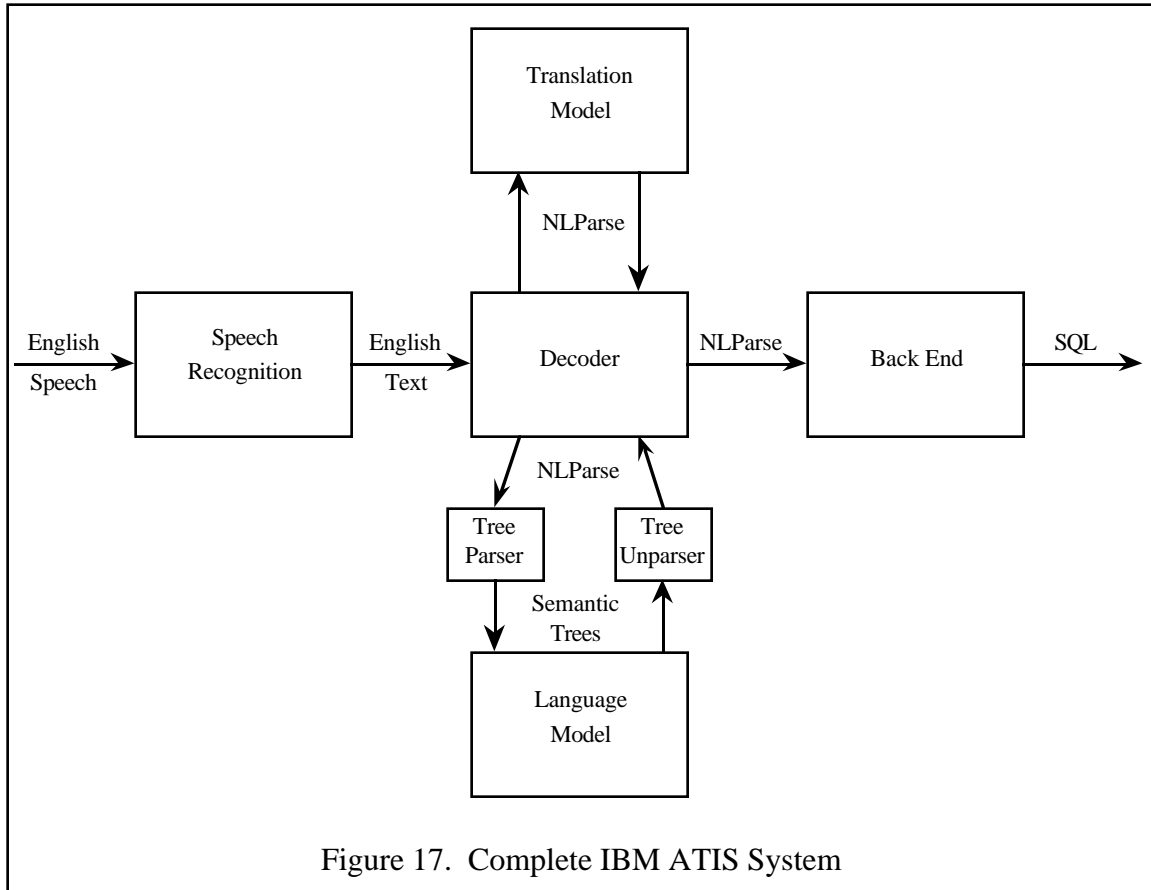 Translation
Model
NLParse
English
Speech
Speech
Recognition
English
Text
Decoder
NLParse
Back End
SQL
NLParse
Tree
Parser
Tree
Unparser
Semantic
Trees
Language
Model
Figure 17.  Complete IBM ATIS System